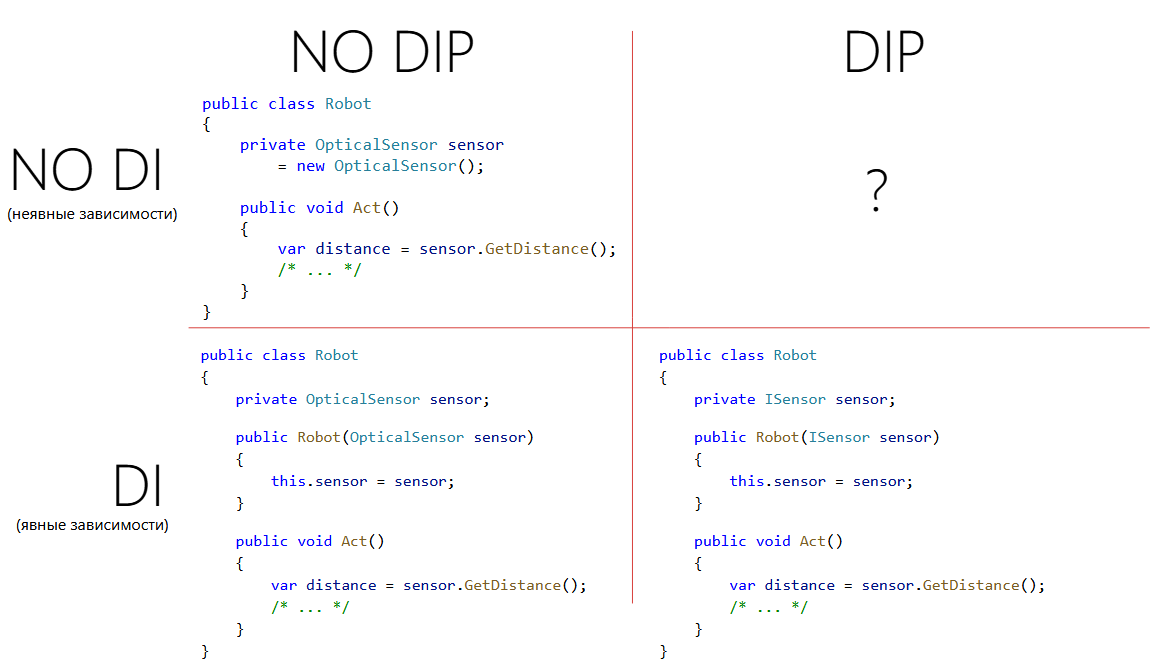 NO DIP
DIP
NO DI
(неявные зависимости)
public class Robot
{
    private OpticalSensor sensor
        = new OpticalSensor();

    public void Act()
    {
        var distance = sensor.GetDistance();
        /* ... */
    }
}
?
DI
(явные зависимости)
public class Robot
{
    private OpticalSensor sensor;

    public Robot(OpticalSensor sensor)
    {
        this.sensor = sensor;
    }

    public void Act()
    {
        var distance = sensor.GetDistance();
        /* ... */
    }
}
public class Robot
{
    private ISensor sensor;

    public Robot(ISensor sensor)
    {
        this.sensor = sensor;
    }

    public void Act()
    {
        var distance = sensor.GetDistance();
        /* ... */
    }
}